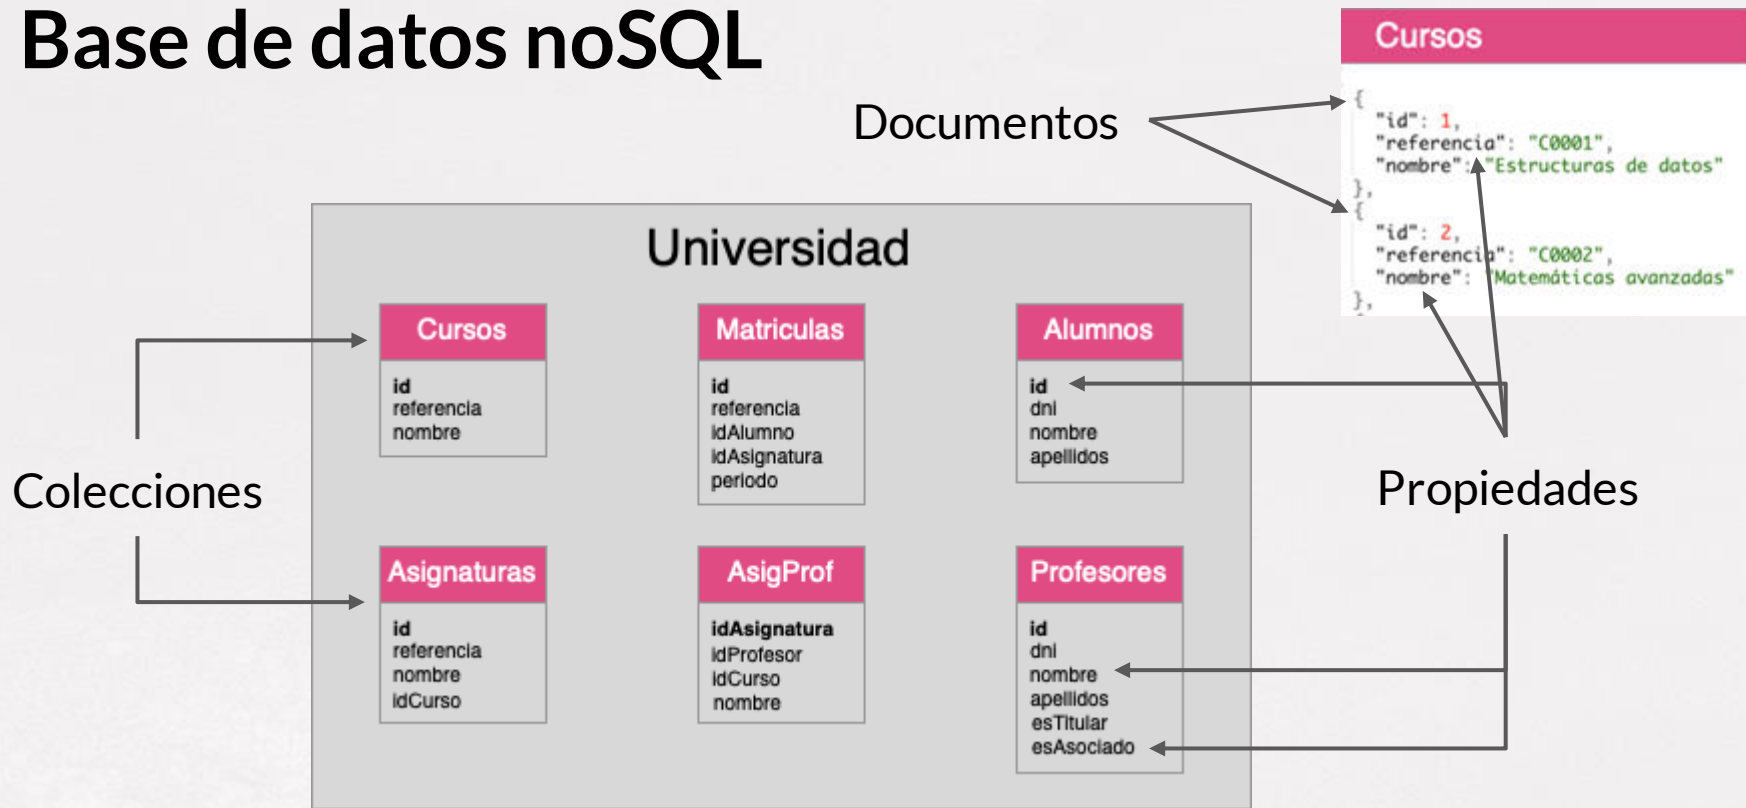 Base de datos noSQL
Cursos
Documentos
{
"id": 1,
"referencia": "C0001",
"nombre": "Estructuras de datos"
},
{
"id": 2,
"referencia": "C0002",
"nombre": "Matemáticas avanzadas"
},
Universidad
Cursos
id
referencia
nombre
Matriculas
id
referencia
idAlumno
idAsignatura
periodo
Alumnos
id
dni
nombre
apellidos
Colecciones
Propiedades
Asignaturas
id
referencia
nombre
idCurso
AsigProf
idAsignatura
idProfesor
idCurso
nombre
Profesores
id
dni
nombre
apellidos
esTitular
esAsociado